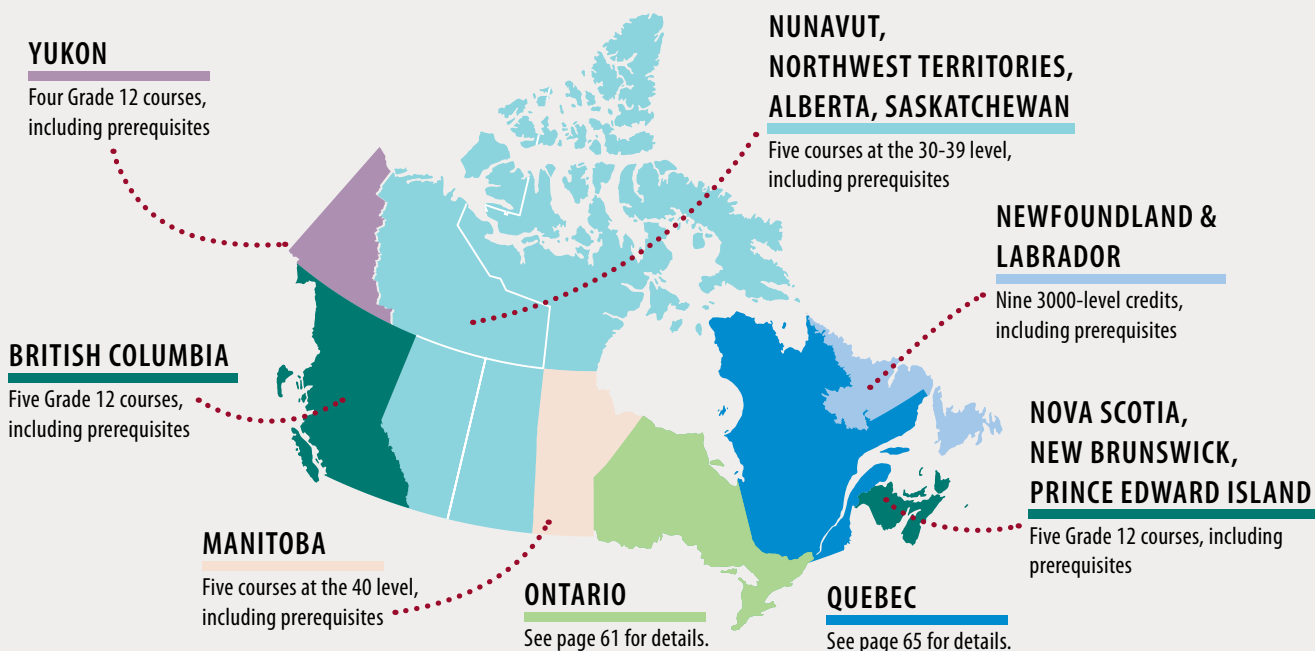 YUKON
Four Grade 12 courses,
including prerequisites
NUNAVUT,
NORTHWEST TERRITORIES,
ALBERTA, SASKATCHEWAN
Five courses at the 30-39 level,
including prerequisites
NEWFOUNDLAND &
LABRADOR
Nine 3000-level credits,
including prerequisites
BRITISH COLUMBIA
Five Grade 12 courses,
including prerequisites
NOVA SCOTIA,
NEW BRUNSWICK,
PRINCE EDWARD ISLAND
Five Grade 12 courses, including
prerequisites
MANITOBA
Five courses at the 40 level,
including prerequisites
ONTARIO
See page 61 for details.
QUEBEC
See page 65 for details.